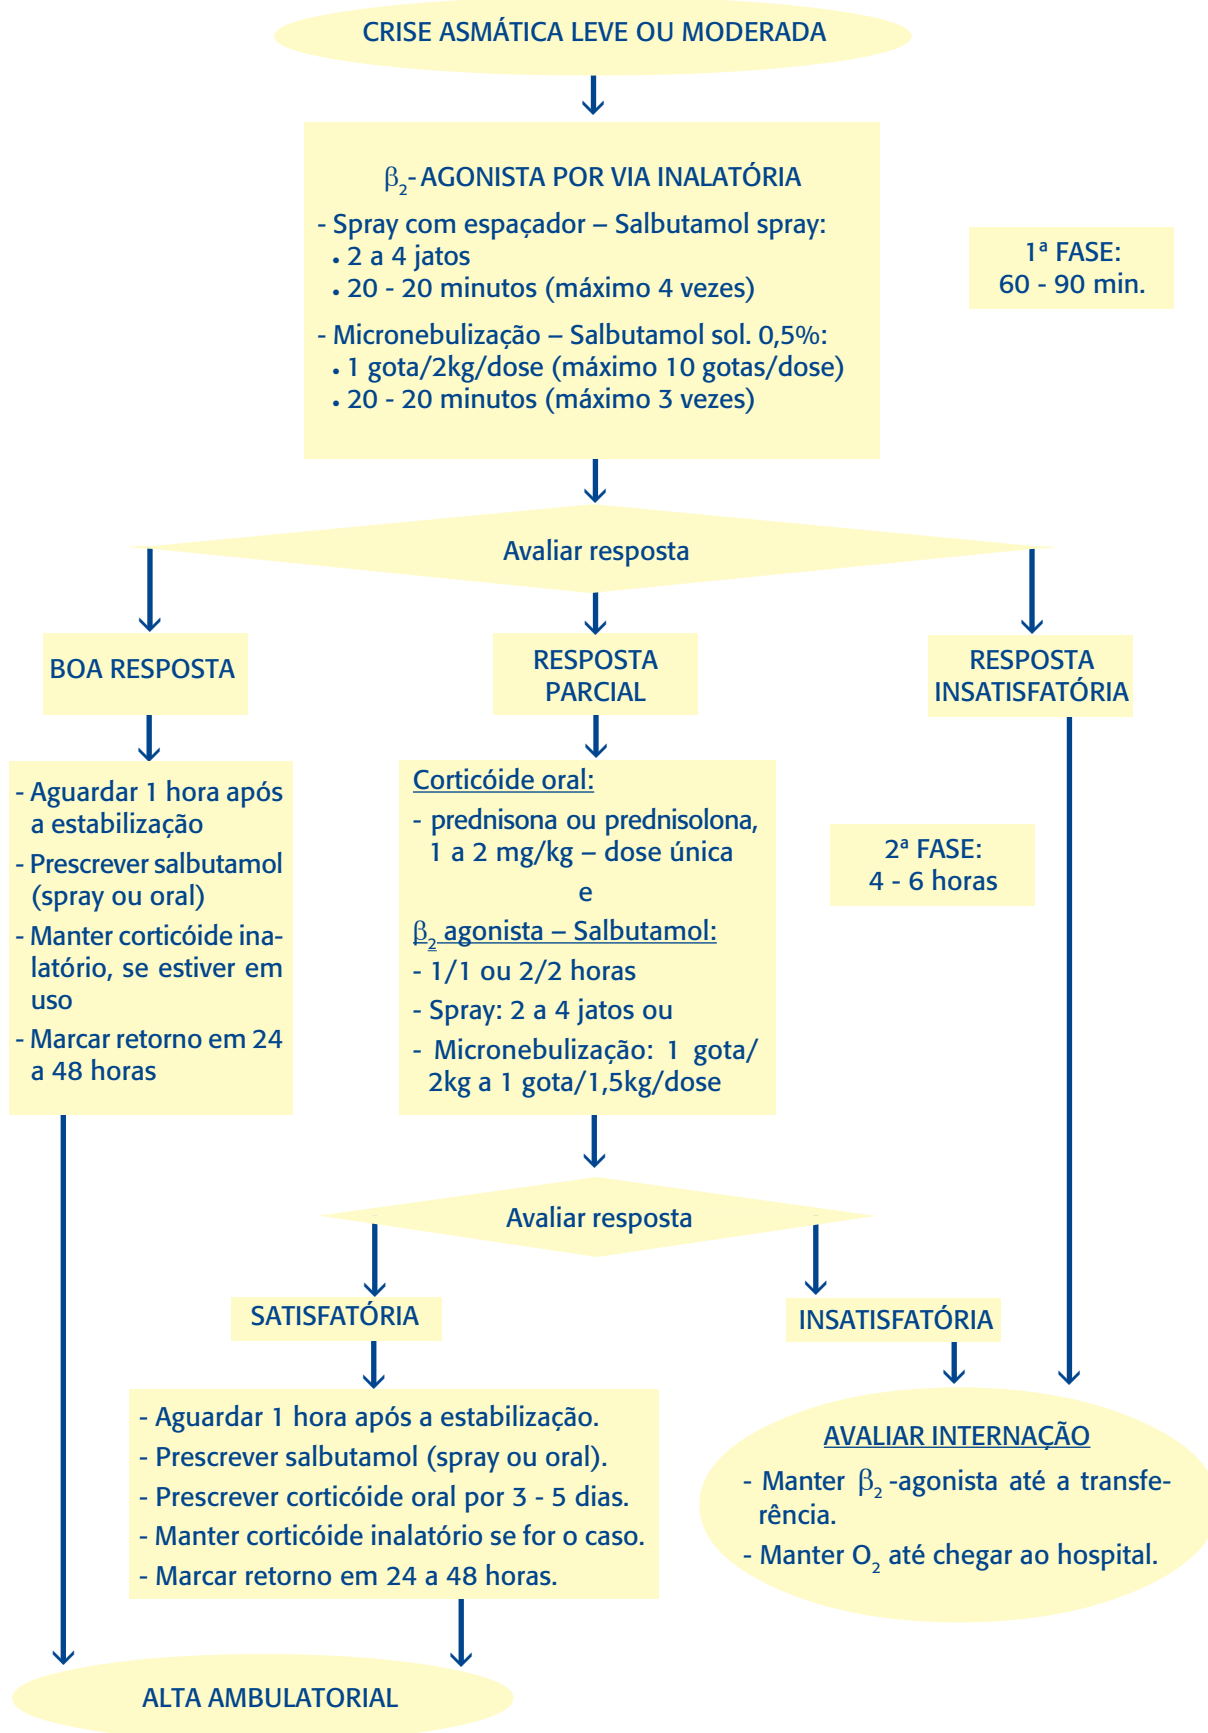 CRISE ASMÁTICA LEVE OU MODERADA
β₂- AGONISTA POR VIA INALATÓRIA
- Spray com espaçador – Salbutamol spray:
• 2 a 4 jatos
• 20 - 20 minutos (máximo 4 vezes)
- Micronebulização – Salbutamol sol. 0,5%:
• 1 gota/2kg/dose (máximo 10 gotas/dose)
• 20 - 20 minutos (máximo 3 vezes)
1ª FASE:
60 - 90 min.
Avaliar resposta
BOA RESPOSTA
RESPOSTA
PARCIAL
RESPOSTA
INSATISFATÓRIA
- Aguardar 1 hora após
a estabilização
- Prescrever salbutamol
(spray ou oral)
- Manter corticóide ina-
latório, se estiver em
uso
- Marcar retorno em 24
a 48 horas
Corticóide oral:
- prednisona ou prednisolona,
1 a 2 mg/kg – dose única
e
β₂ agonista – Salbutamol:
- 1/1 ou 2/2 horas
- Spray: 2 a 4 jatos ou
- Micronebulização: 1 gota/
2kg a 1 gota/1,5kg/dose
2ª FASE:
4 - 6 horas
Avaliar resposta
SATISFATÓRIA
INSATISFATÓRIA
- Aguardar 1 hora após a estabilização.
- Prescrever salbutamol (spray ou oral).
- Prescrever corticóide oral por 3 - 5 dias.
- Manter corticóide inalatório se for o caso.
- Marcar retorno em 24 a 48 horas.
AVALIAR INTERNAÇÃO
- Manter β₂ -agonista até a transfe-
rência.
- Manter O₂ até chegar ao hospital.
ALTA AMBULATORIAL